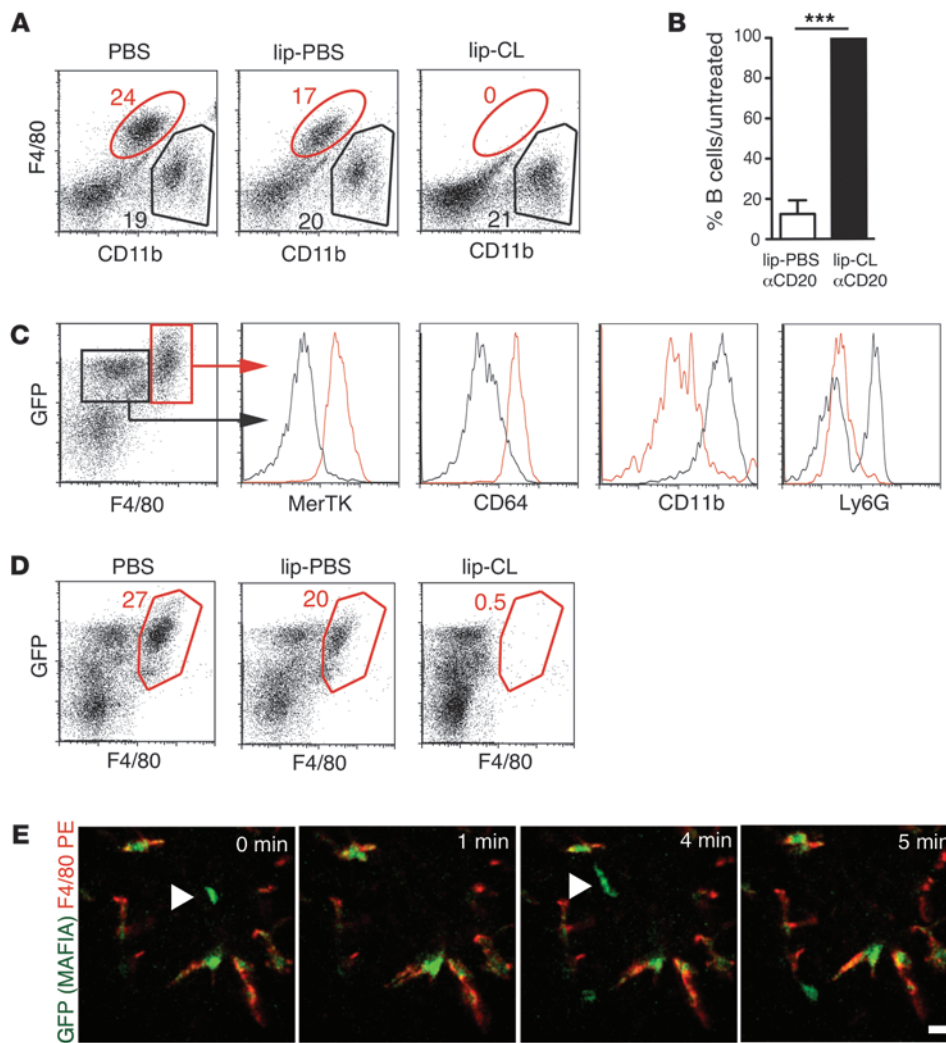 A
PBS
lip-PBS
lip-CL
F4/80
24
19
17
20
0
21
CD11b
CD11b
CD11b
B
***
% B cells/untreated
100
80
60
40
20
0
lip-PBS
αCD20
lip-CL
αCD20
C
GFP
F4/80
MerTK
CD64
CD11b
Ly6G
D
PBS
lip-PBS
lip-CL
GFP
27
20
0.5
F4/80
F4/80
F4/80
E
GFP (MAFIA) F4/80 PE
0 min
1 min
4 min
5 min